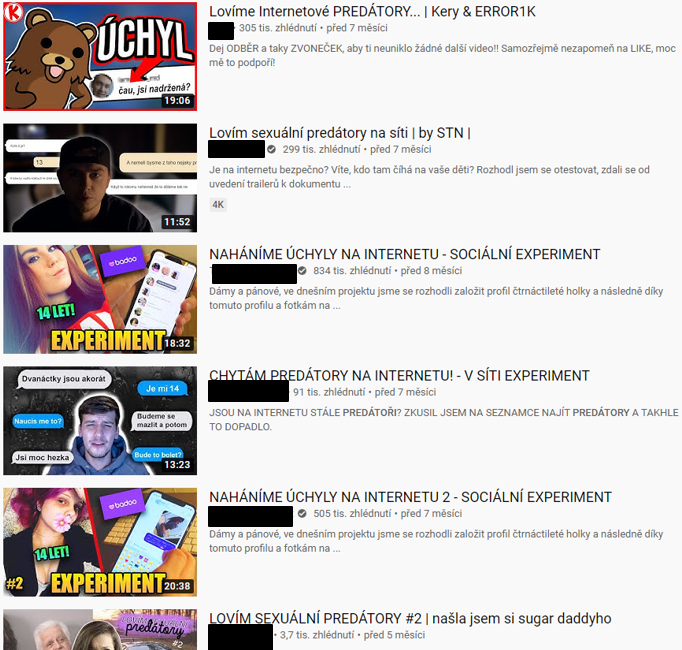 K
ÚCHYL
čau, jsi nadržená?
19:06
Lovíme Internetové PREDÁTORY... | Kery & ERROR1K
305 tis. zhlédnutí • před 7 měsíci
Dej ODBĚR a taky ZVONEČEK, aby ti neuniklo žádné další video!! Samozřejmě nezapomeň na LIKE, moc
mě to podpoří!
13
11:52
Lovím sexuální predátory na síti | by STN |
299 tis. zhlédnutí • před 7 měsíci
Je na internetu bezpečno? Víte, kdo tam číhá na vaše děti? Rozhodl jsem se otestovat, zdali se od
uvedení trailerů k dokumentu ...
4K
badoo
14 LET!
EXPERIMENT
18:32
NAHÁNÍME ÚCHYLY NA INTERNETU - SOCIÁLNÍ EXPERIMENT
834 tis. zhlédnutí • před 8 měsíci
Dámy a pánové, ve dnešním projektu jsme se rozhodli založit profil čtrnáctileté holky a následně díky
tomuto profilu a fotkám na ...
Dvanáctky jsou akorát
Je mi 14
Naucis me to?
Budeme se
mazlit a potom
Jsi moc hezka
Bude to bolet?
13:23
CHYTÁM PREDÁTORY NA INTERNETU! - V SÍTI EXPERIMENT
91 tis. zhlédnutí • před 7 měsíci
JSOU NA INTERNETU STÁLE PREDÁTOŘI? ZKUSIL JSEM NA SEZNAMCE NAJÍT PREDÁTORY A TAKHLE
TO DOPADLO.
badoo
14 LET!
#2
EXPERIMENT
20:38
NAHÁNÍME ÚCHYLY NA INTERNETU 2 - SOCIÁLNÍ EXPERIMENT
505 tis. zhlédnutí • před 7 měsíci
Dámy a pánové, ve dnešním projektu jsme se rozhodli založit profil čtrnáctileté holky a následně díky
tomuto profilu a fotkám na ...
predátory
#2
LOVÍM SEXUÁLNÍ PREDÁTORY #2 | našla jsem si sugar daddyho
3,7 tis. zhlédnutí • před 5 měsíci